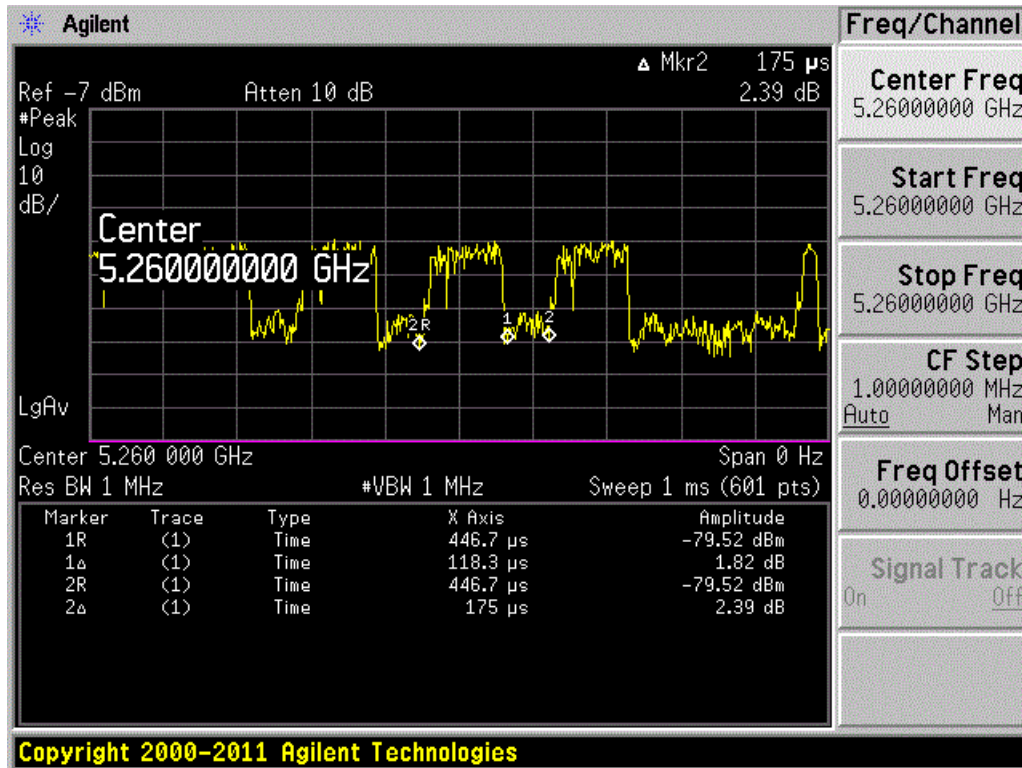 Agilent
Freq/Channel
Δ Mkr2 175 µs
Ref -7 dBm Atten 10 dB 2.39 dB
#Peak
Log
10
dB/
Center
5.260000000 GHz
2R
1
2
LgAv
Center 5.260 000 GHz Span 0 Hz
Res BW 1 MHz #VBW 1 MHz Sweep 1 ms (601 pts)
Marker Trace Type X Axis Amplitude
1R (1) Time 446.7 µs -79.52 dBm
1Δ (1) Time 118.3 µs 1.82 dB
2R (1) Time 446.7 µs -79.52 dBm
2Δ (1) Time 175 µs 2.39 dB
Center Freq
5.26000000 GHz
Start Freq
5.26000000 GHz
Stop Freq
5.26000000 GHz
CF Step
1.00000000 MHz
Auto Man
Freq Offset
0.00000000 Hz
Signal Track
On Off
Copyright 2000-2011 Agilent Technologies